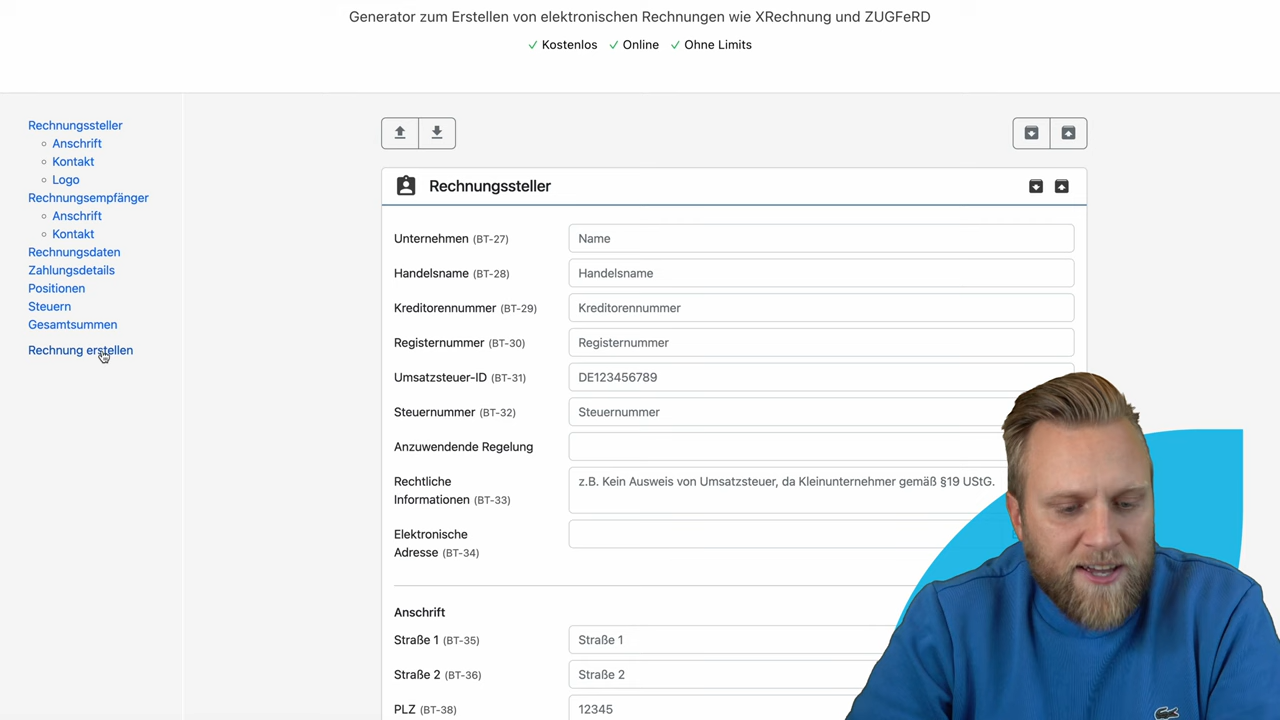 Generator zum Erstellen von elektronischen Rechnungen wie XRechnung und ZUGFeRD
✓ Kostenlos ✓ Online ✓ Ohne Limits
Rechnungssteller
Anschrift
Kontakt
Logo
Rechnungsempfänger
Anschrift
Kontakt
Rechnungsdaten
Zahlungsdetails
Positionen
Steuern
Gesamtsummen
Rechnung erstellen
Rechnungssteller
Unternehmen (BT-27) Name
Handelsname (BT-28) Handelsname
Kreditorennummer (BT-29) Kreditorennummer
Registernummer (BT-30) Registernummer
Umsatzsteuer-ID (BT-31) DE123456789
Steuernummer (BT-32) Steuernummer
Anzuwendende Regelung
Rechtliche
Informationen (BT-33)
z.B. Kein Ausweis von Umsatzsteuer, da Kleinunternehmer gemäß §19 UStG.
Elektronische
Adresse (BT-34)
Anschrift
Straße 1 (BT-35) Straße 1
Straße 2 (BT-36) Straße 2
PLZ (BT-38) 12345